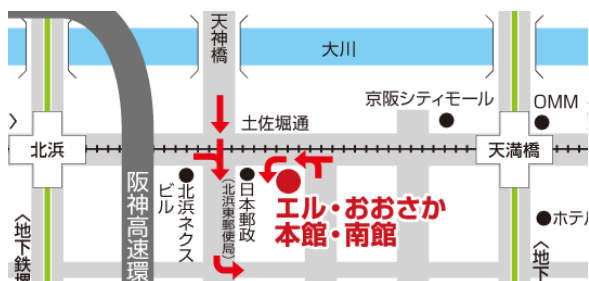 天神橋
大川
京阪シティモール
OMM
土佐堀通
北浜
天満橋
阪神高速環
北浜ネクス
ビル
日本郵政
(北浜東郵便局)
エル・おおさか
本館・南館
ホテ
〈地下鉄堺
〈地下